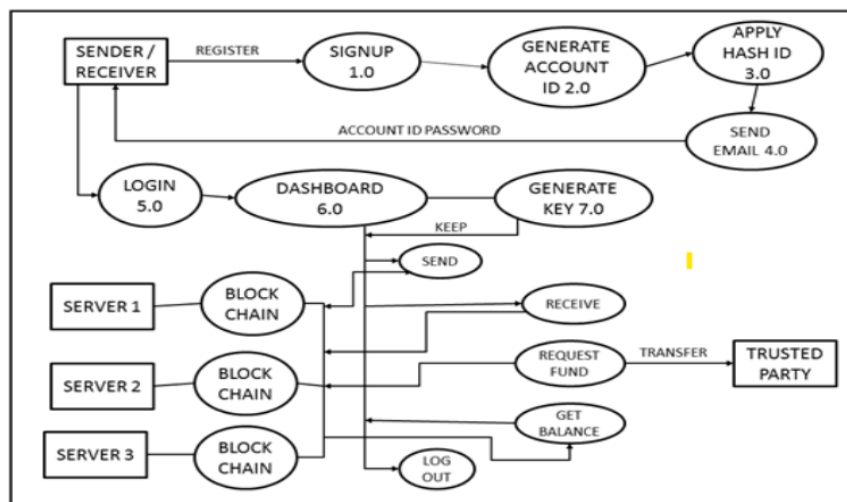 SENDER /
RECEIVER
REGISTER
SIGNUP
1.0
GENERATE
ACCOUNT
ID 2.0
APPLY
HASH ID
3.0
ACCOUNT ID PASSWORD
SEND
EMAIL 4.0
LOGIN
5.0
DASHBOARD
6.0
GENERATE
KEY 7.0
KEEP
SEND
SERVER 1
BLOCK
CHAIN
RECEIVE
SERVER 2
BLOCK
CHAIN
REQUEST
FUND
TRANSFER
TRUSTED
PARTY
GET
BALANCE
SERVER 3
BLOCK
CHAIN
LOG
OUT